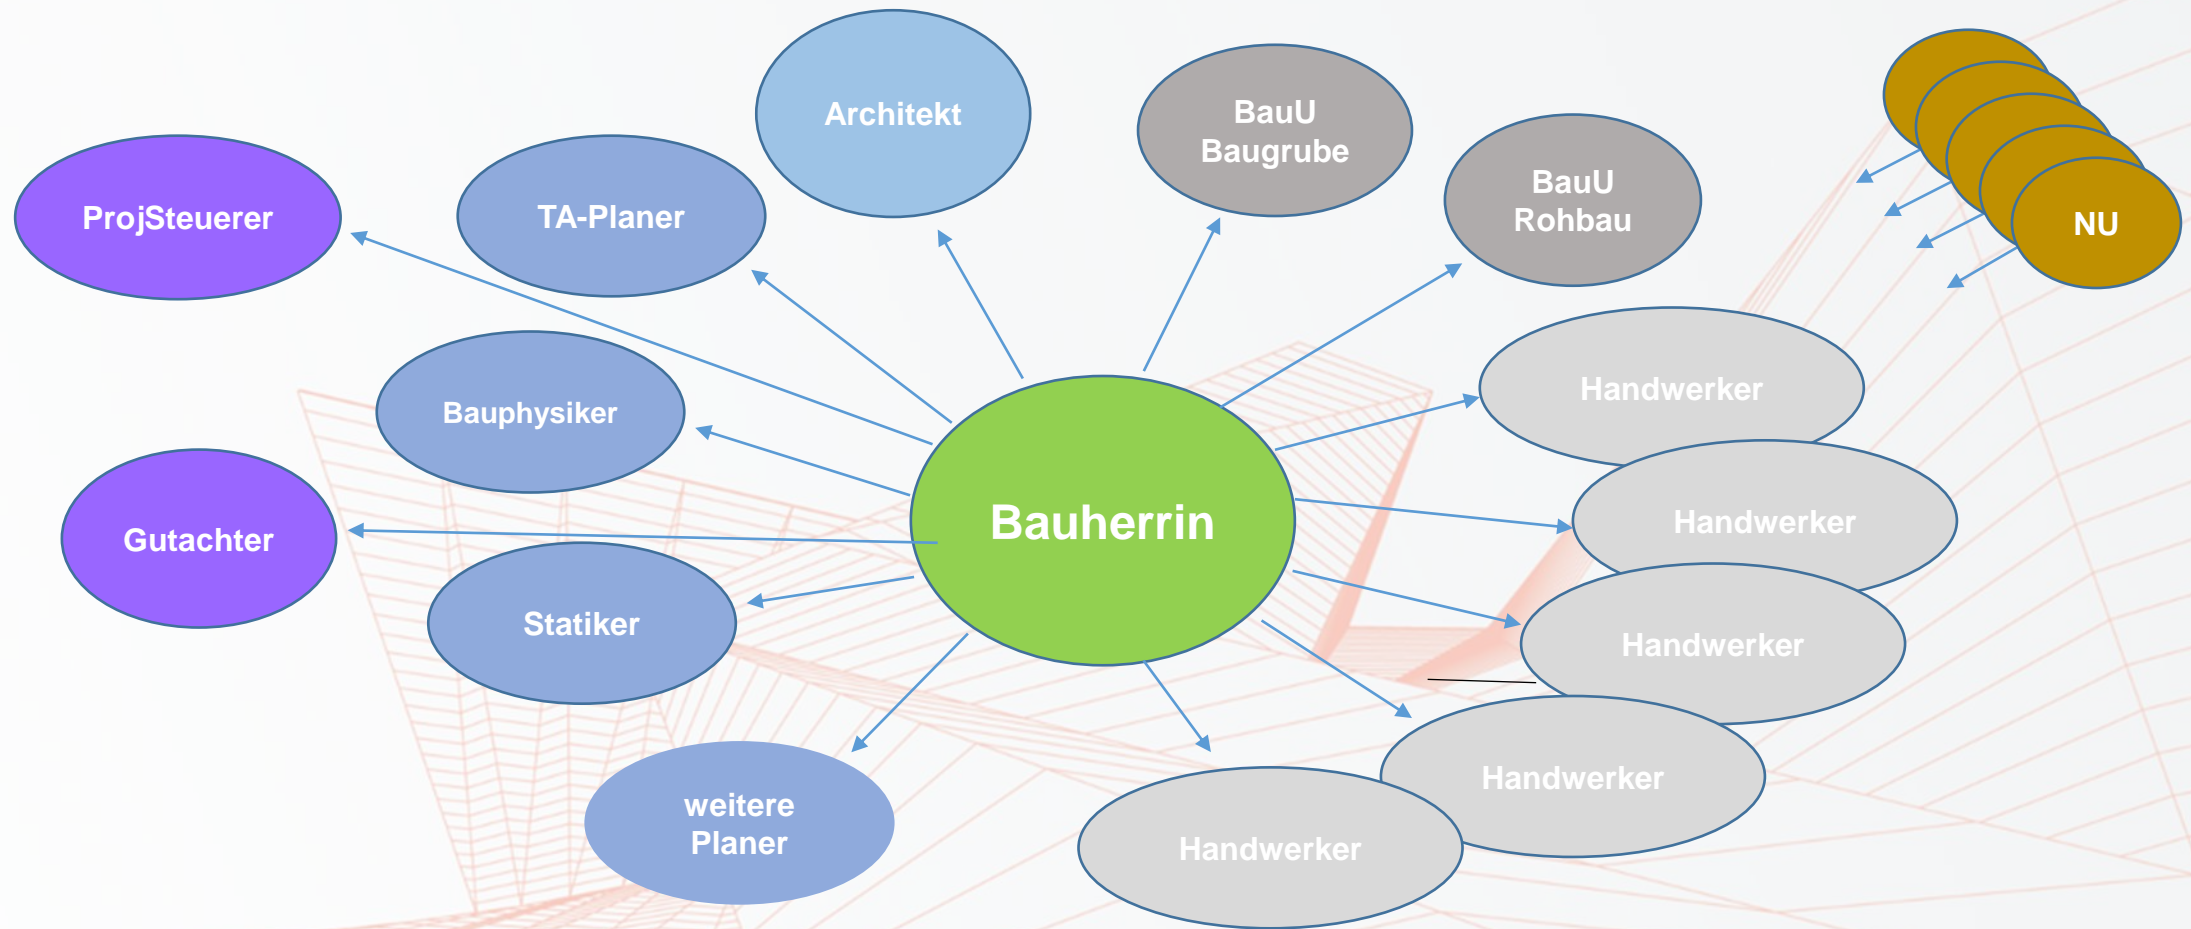 Architekt
BauU
Baugrube
BauU
Rohbau
NU
ProjSteuerer
TA-Planer
Handwerker
Bauphysiker
Handwerker
Bauherrin
Gutachter
Statiker
Handwerker
Handwerker
weitere
Planer
Handwerker